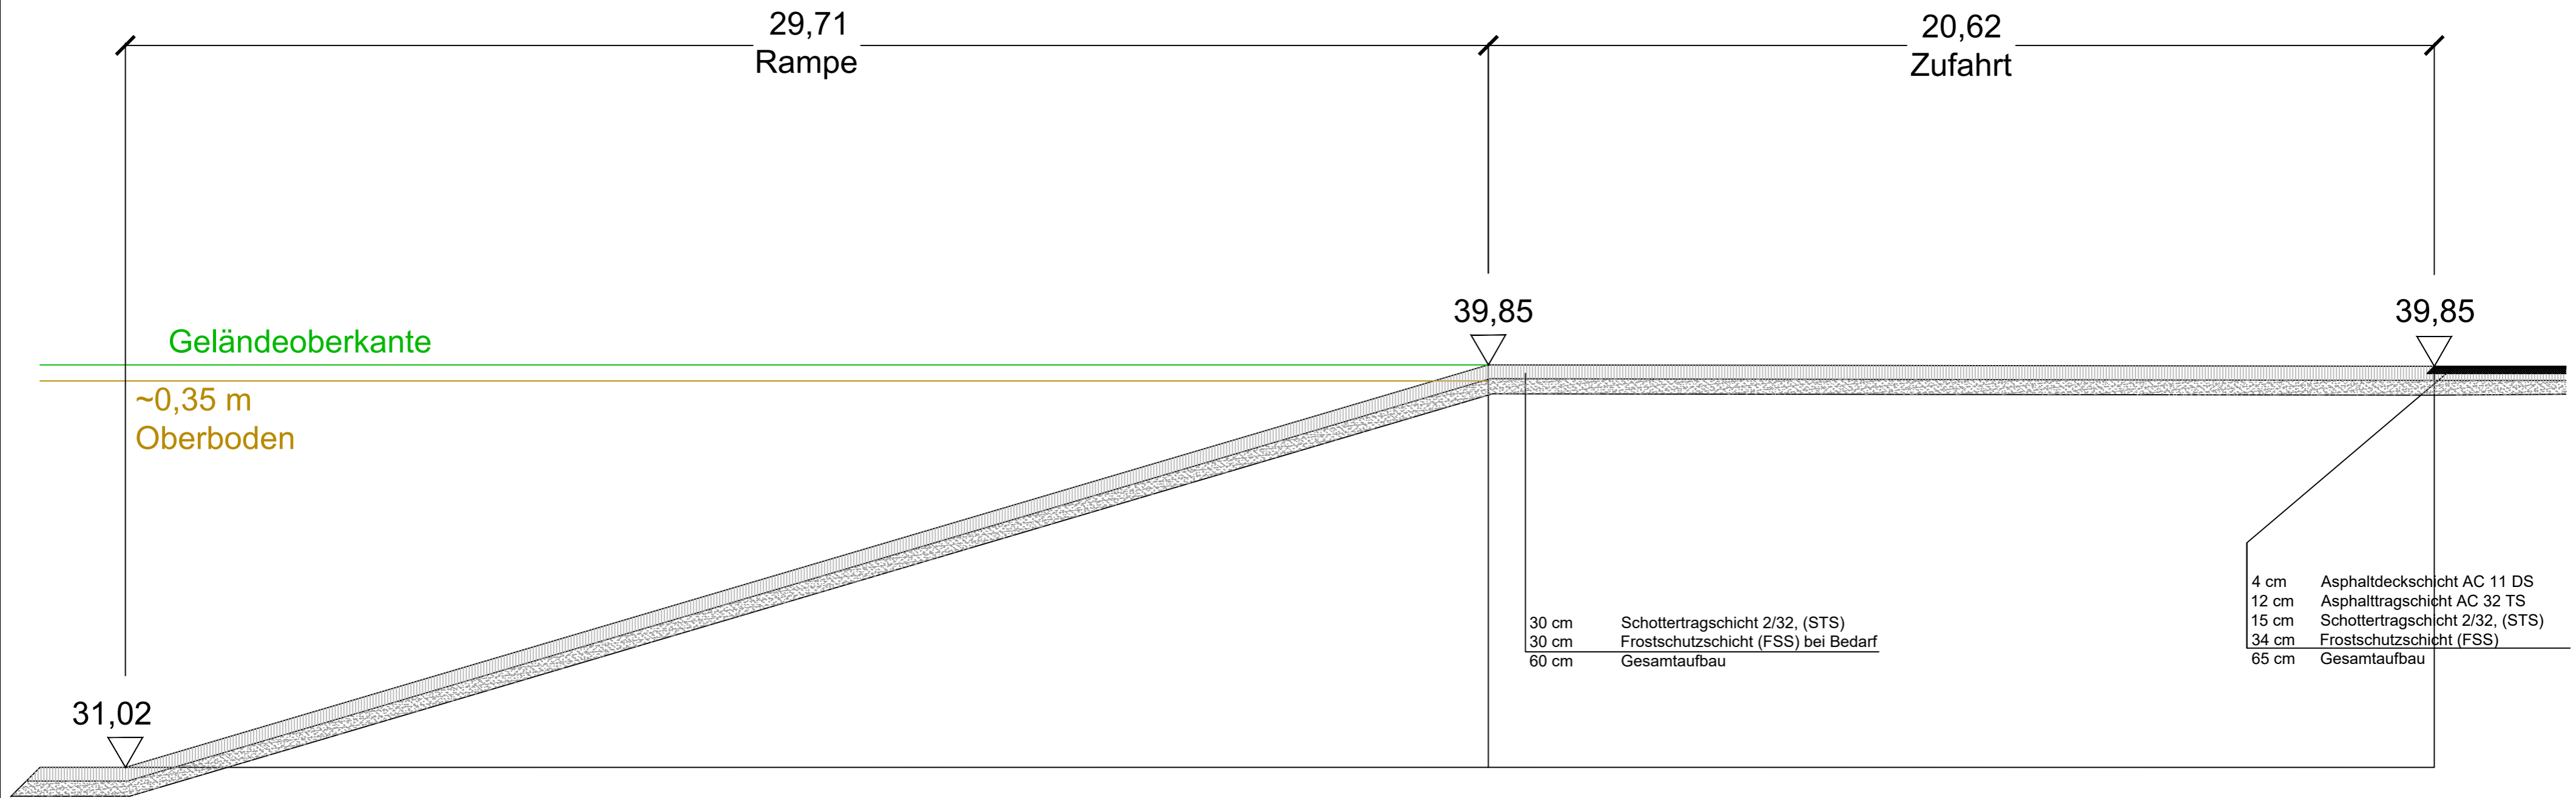 29,71
Rampe
20,62
Zufahrt
39,85
39,85
Geländeoberkante
~0,35 m
Oberboden
31,02
30 cm Schottertragschicht 2/32, (STS)
30 cm Frostschutzschicht (FSS) bei Bedarf
60 cm Gesamtaufbau
4 cm Asphaltdeckschicht AC 11 DS
12 cm Asphalttragschicht AC 32 TS
15 cm Schottertragschicht 2/32, (STS)
34 cm Frostschutzschicht (FSS)
65 cm Gesamtaufbau